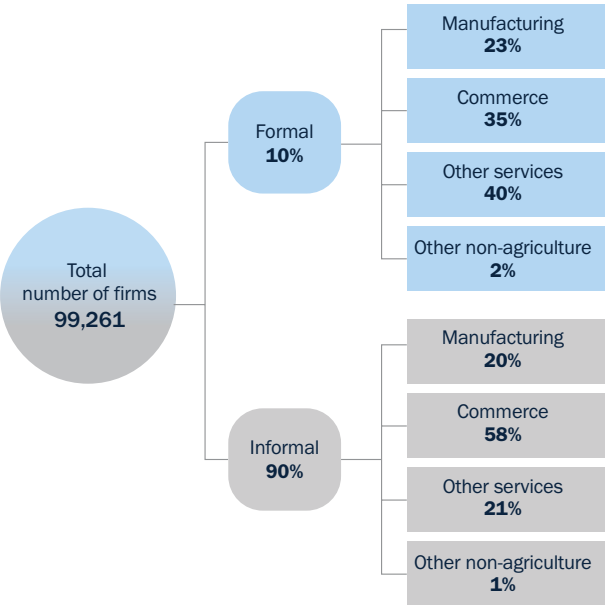 Total
number of firms
99,261
Formal
10%
Manufacturing
23%
Commerce
35%
Other services
40%
Other non-agriculture
2%
Informal
90%
Manufacturing
20%
Commerce
58%
Other services
21%
Other non-agriculture
1%